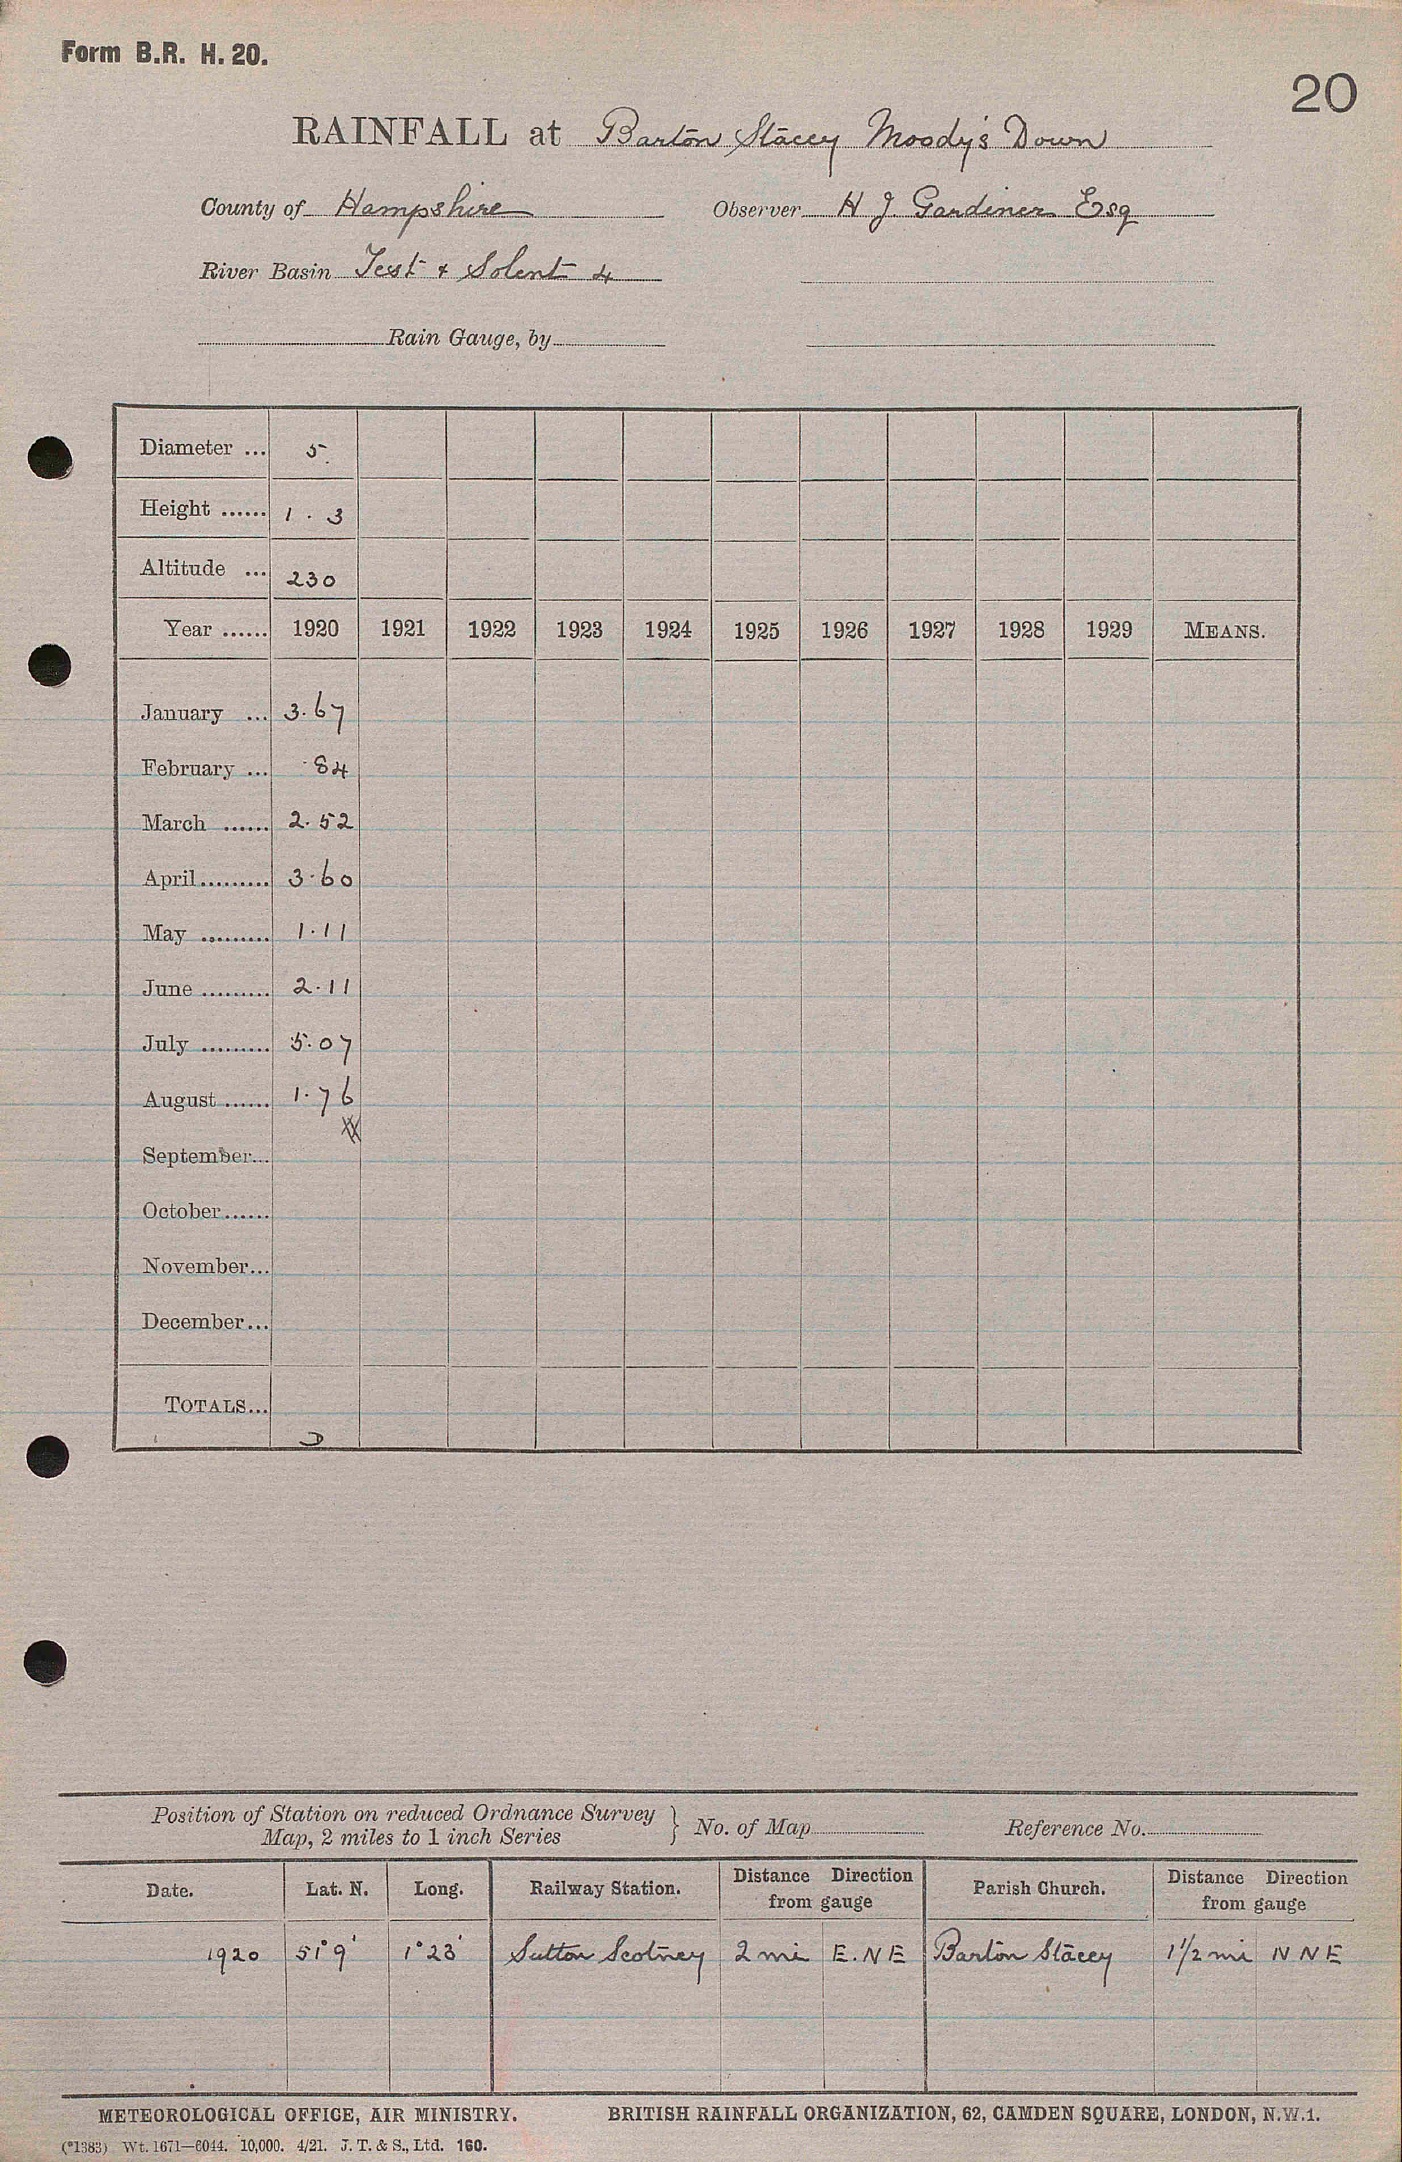 Form B.R. H. 20.
20
RAINFALL at Barton Stacey Moody's Down
County of Hampshire Observer H J. Gardiner Esq
River Basin Test & Solent 4
Rain Gauge, by
Diameter ... 5
Height ...... 1 . 3
Altitude ... 230
Year ...... 1920 1921 1922 1923 1924 1925 1926 1927 1928 1929 MEANS.
January ... 3.67
February ... .84
March ...... 2.52
April ......... 3.60
May ......... 1.11
June ......... 2.11
July ......... 5.07
August ...... 1.76
September...
October......
November...
December...
TOTALS...
Position of Station on reduced Ordnance Survey
Map, 2 miles to 1 inch Series } No. of Map Reference No.
Date. Lat. N. Long. Railway Station. Distance Direction from gauge Parish Church. Distance Direction from gauge
1920 51° 9' 1° 23' Sutton Scotney 2 mi E.NE Barton Stacey 1 1/2 mi NNE
METEOROLOGICAL OFFICE, AIR MINISTRY. BRITISH RAINFALL ORGANIZATION, 62, CAMDEN SQUARE, LONDON, N.W.1.
(*1383) Wt. 1671—6044. 10,000. 4/21. J. T. & S., Ltd. 160.